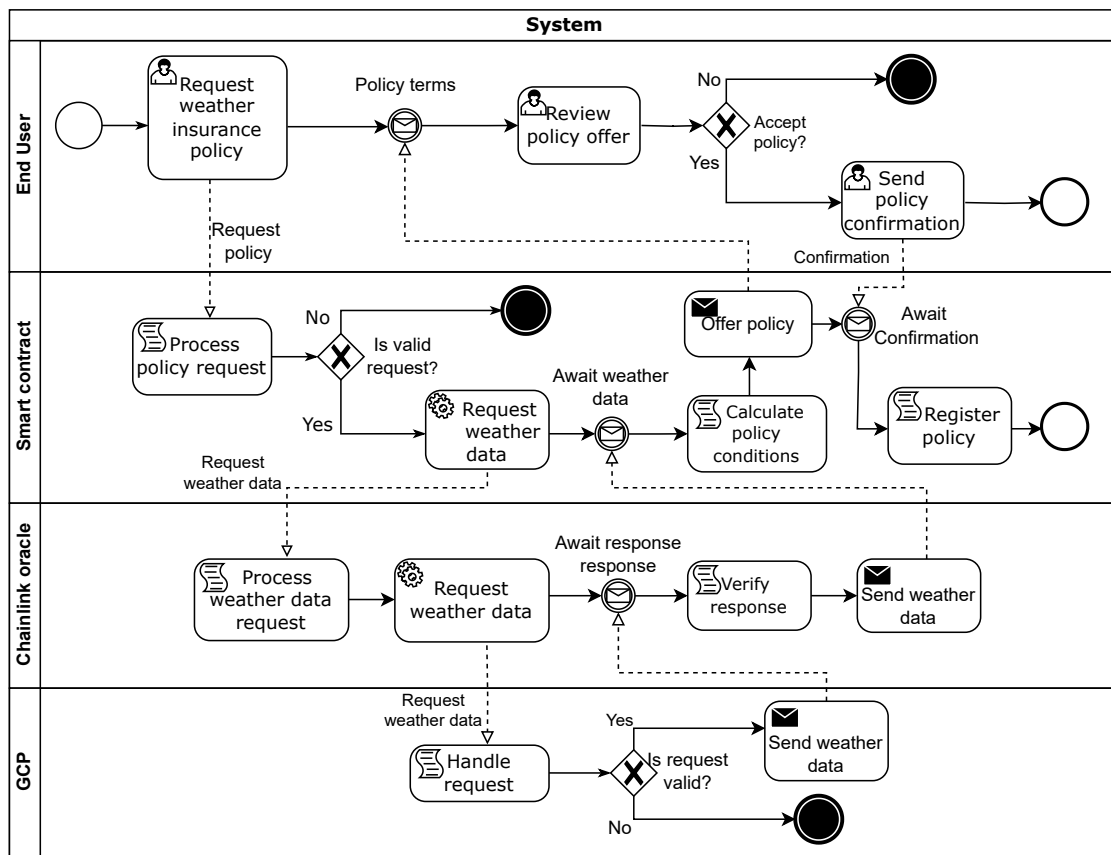 System
End User
Request
weather
insurance
policy
Policy terms
Review
policy offer
No
Accept
policy?
Yes
Send
policy
confirmation
Request
policy
Confirmation
Smart contract
Process
policy request
No
Is valid
request?
Yes
Request
weather
data
Await weather
data
Offer policy
Calculate
policy
conditions
Await
Confirmation
Register
policy
Request
weather data
Chainlink oracle
Process
weather data
request
Request
weather data
Await response
response
Verify
response
Send weather
data
Request
weather data
GCP
Handle
request
Yes
Is request
valid?
No
Send weather
data